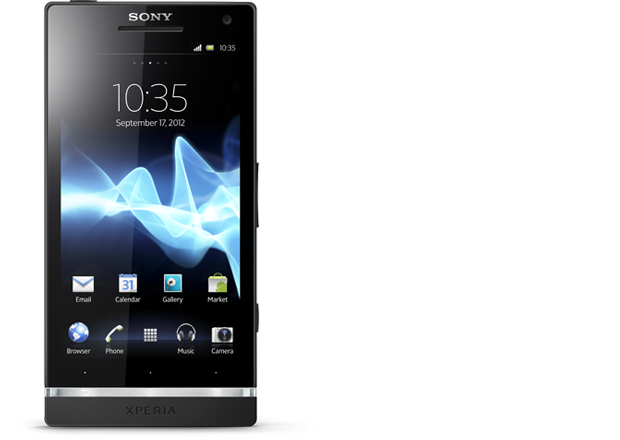 SONY
10:35
10:35
September 17, 2012
31
Email Calendar Gallery Market
Browser Phone Music Camera
XPERIA